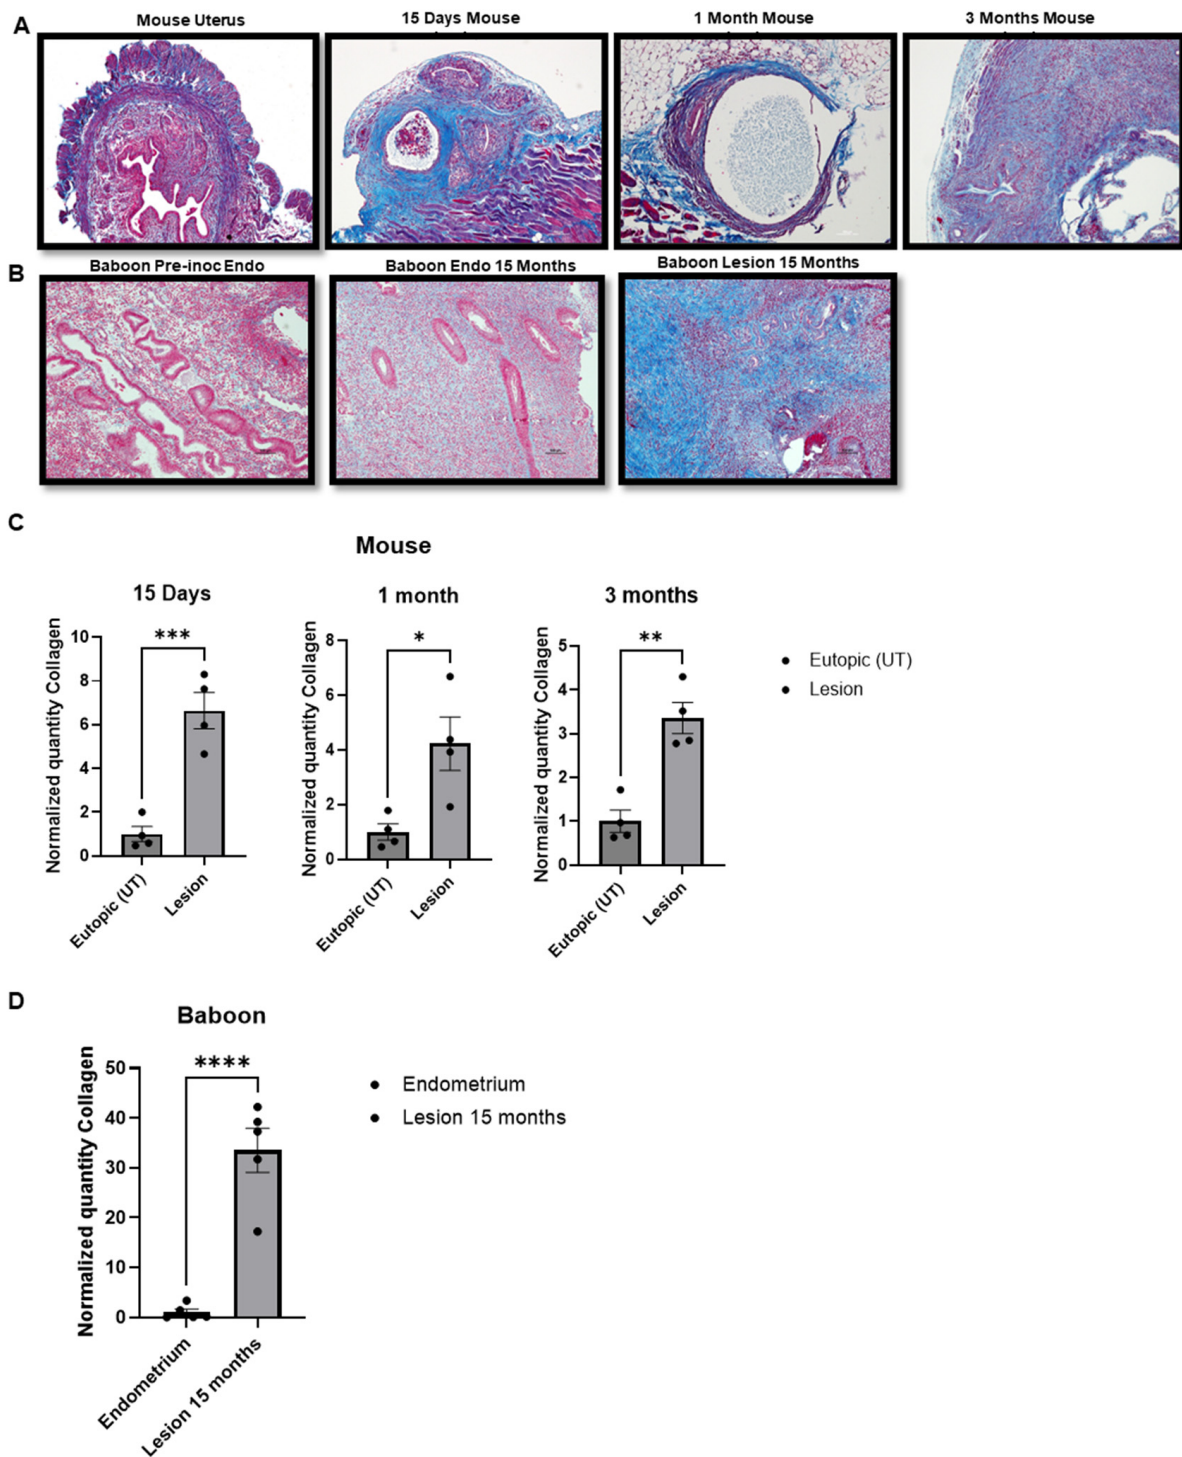 A
Mouse Uterus
15 Days Mouse
1 Month Mouse
3 Months Mouse
B
Baboon Pre-inoc Endo
Baboon Endo 15 Months
Baboon Lesion 15 Months
C
Mouse
15 Days
Normalized quantity Collagen
10
8
6
4
2
0
***
Eutopic (UT)
Lesion
1 month
Normalized quantity Collagen
8
6
4
2
0
*
Eutopic (UT)
Lesion
3 months
Normalized quantity Collagen
5
4
3
2
1
0
**
Eutopic (UT)
Lesion
Eutopic (UT)
Lesion
D
Baboon
Normalized quantity Collagen
50
40
30
20
10
0
****
Endometrium
Lesion 15 months
Endometrium
Lesion 15 months